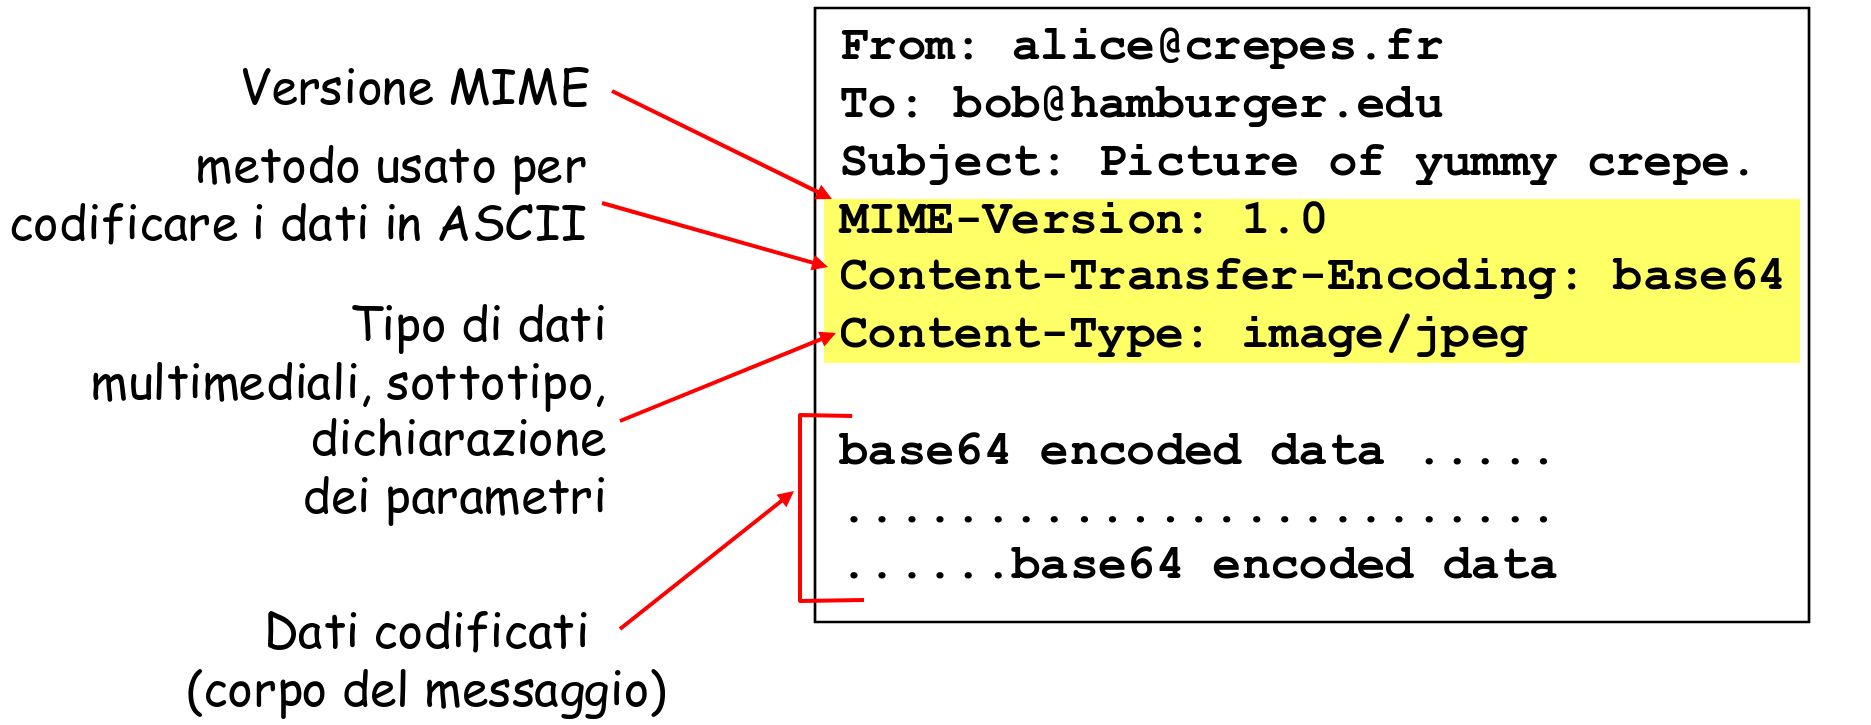 Versione MIME
metodo usato per
codificare i dati in ASCII
Tipo di dati
multimediali, sottotipo,
dichiarazione
dei parametri
Dati codificati
(corpo del messaggio)
From: alice@crepes.fr
To: bob@hamburger.edu
Subject: Picture of yummy crepe.
MIME-Version: 1.0
Content-Transfer-Encoding: base64
Content-Type: image/jpeg
base64 encoded data .....
.........................
......base64 encoded data